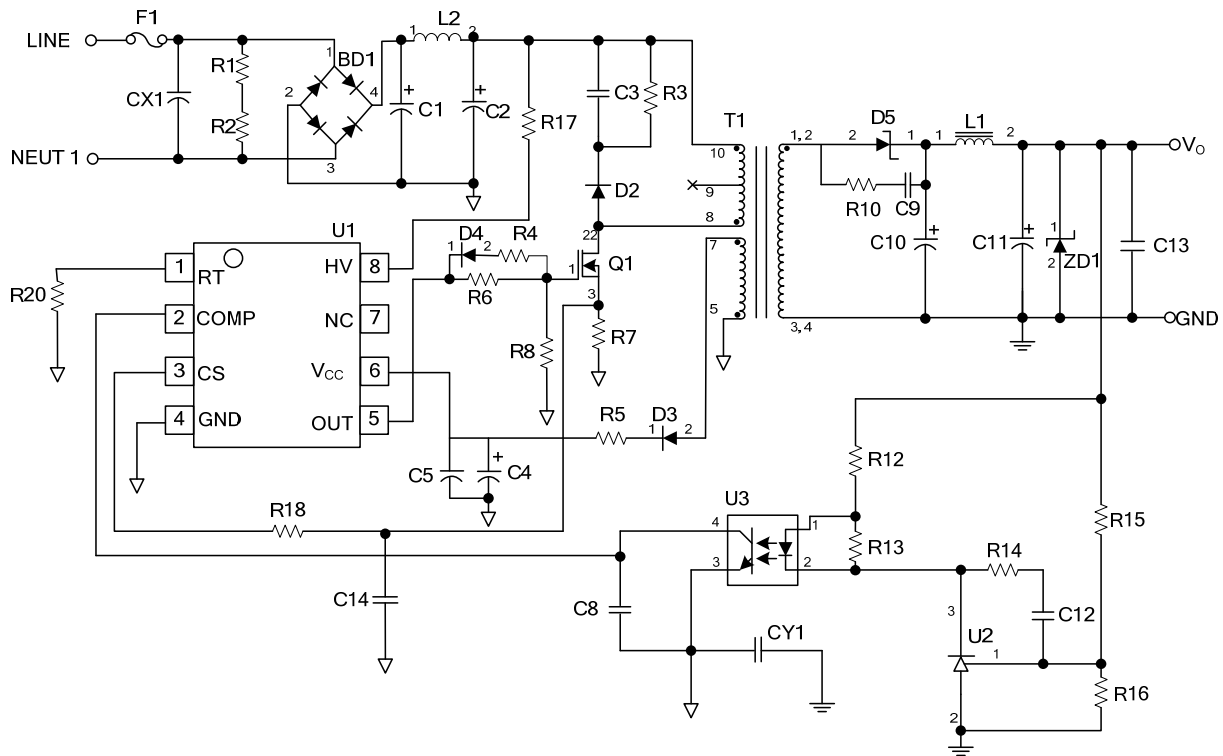 F1
L2
LINE
1
2
R1
1
BD1
CX1
2
4
R2
C1
C2
R17
C3
R3
NEUT 1
3
T1
1, 2
2
D5
1
1
L1
2
VO
10
9
R10
C9
8
D2
U1
D4
1
2
R4
22
7
C10
C11
1
2
ZD1
C13
1
RT
HV
8
R6
1
Q1
3
R20
2
COMP
NC
7
R8
R7
5
3, 4
GND
3
CS
VCC
6
4
GND
OUT
5
R5
1
D3
2
C5
C4
R12
R18
U3
4
1
R13
R15
3
2
R14
C14
C8
CY1
3
C12
U2
1
R16
2